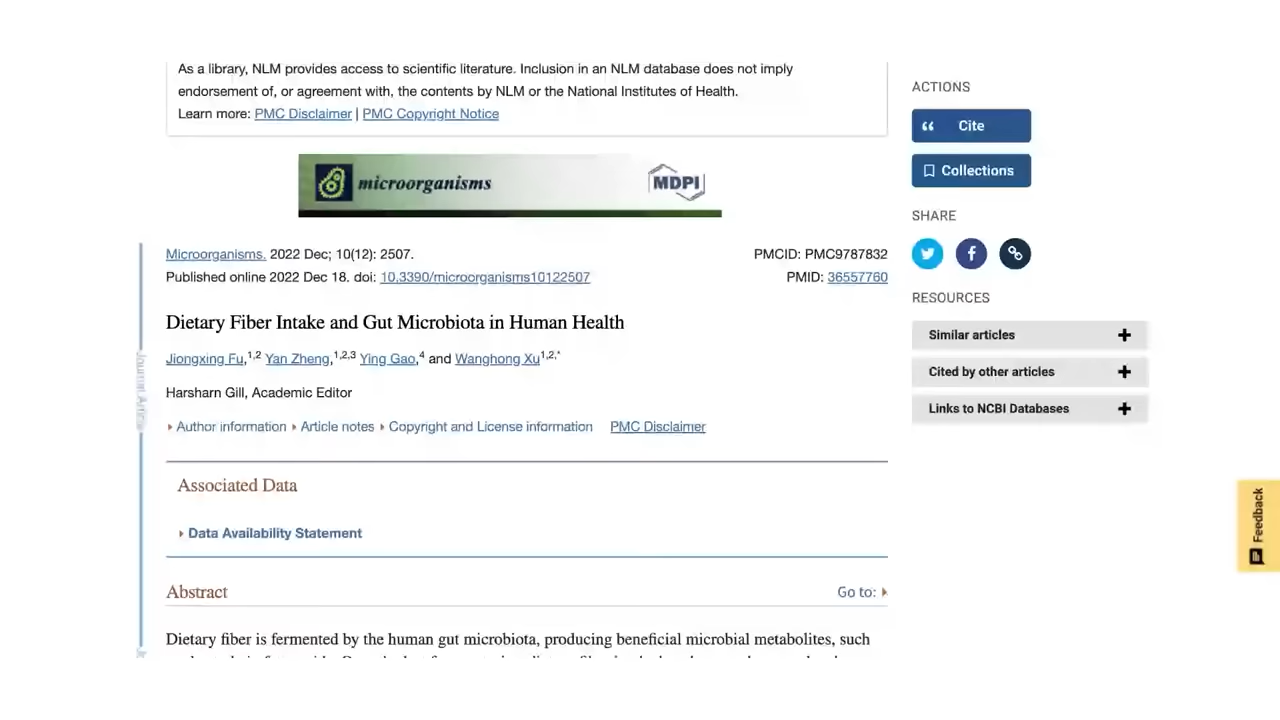 As a library, NLM provides access to scientific literature. Inclusion in an NLM database does not imply
endorsement of, or agreement with, the contents by NLM or the National Institutes of Health.
Learn more: PMC Disclaimer | PMC Copyright Notice
microorganisms
MDPI
Microorganisms. 2022 Dec; 10(12): 2507.
Published online 2022 Dec 18. doi: 10.3390/microorganisms10122507
PMCID: PMC9787832
PMID: 36557760
Dietary Fiber Intake and Gut Microbiota in Human Health
Jiongxing Fu,1,2 Yan Zheng,1,2,3 Ying Gao,4 and Wanghong Xu1,2,*
Harsharn Gill, Academic Editor
Author information Article notes Copyright and License information PMC Disclaimer
Associated Data
Data Availability Statement
Abstract
Go to:
Dietary fiber is fermented by the human gut microbiota, producing beneficial microbial metabolites, such
ACTIONS
Cite
Collections
SHARE
RESOURCES
Similar articles
Cited by other articles
Links to NCBI Databases
Feedback
Journal Article